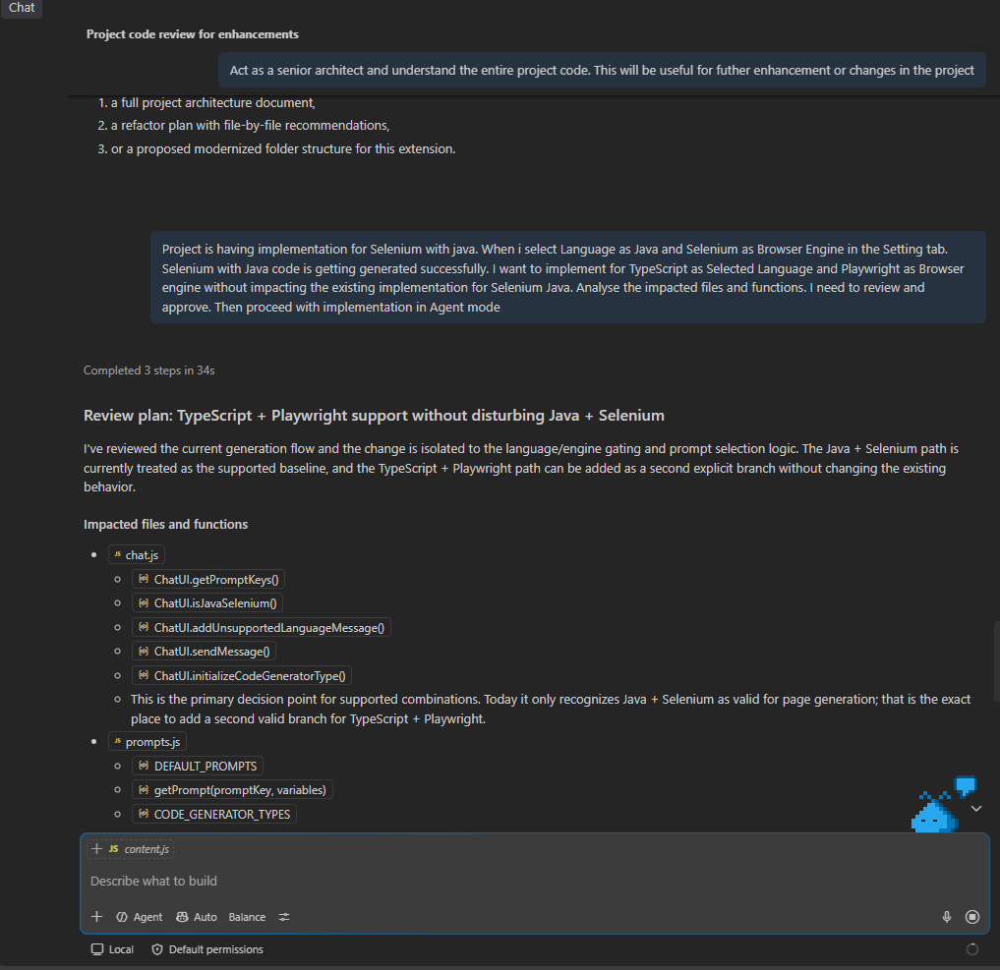 Chat
Project code review for enhancements
Act as a senior architect and understand the entire project code. This will be useful for futher enhancement or changes in the project
1. a full project architecture document,
2. a refactor plan with file-by-file recommendations,
3. or a proposed modernized folder structure for this extension.
Project is having implementation for Selenium with java. When i select Language as Java and Selenium as Browser Engine in the Setting tab.
Selenium with Java code is getting generated successfully. I want to implement for TypeScript as Selected Language and Playwright as Browser
engine without impacting the existing implementation for Selenium Java. Analyse the impacted files and functions. I need to review and
approve. Then proceed with implementation in Agent mode
Completed 3 steps in 34s
Review plan: TypeScript + Playwright support without disturbing Java + Selenium
I've reviewed the current generation flow and the change is isolated to the language/engine gating and prompt selection logic. The Java + Selenium path is
currently treated as the supported baseline, and the TypeScript + Playwright path can be added as a second explicit branch without changing the existing
behavior.
Impacted files and functions
JS chat.js
ChatUI.getPromptKeys()
ChatUI.isJavaSelenium()
ChatUI.addUnsupportedLanguageMessage()
ChatUI.sendMessage()
ChatUI.initializeCodeGeneratorType()
This is the primary decision point for supported combinations. Today it only recognizes Java + Selenium as valid for page generation; that is the exact
place to add a second valid branch for TypeScript + Playwright.
JS prompts.js
DEFAULT_PROMPTS
getPrompt(promptKey, variables)
CODE_GENERATOR_TYPES
JS content.js
Describe what to build
Agent Auto Balance
Local Default permissions